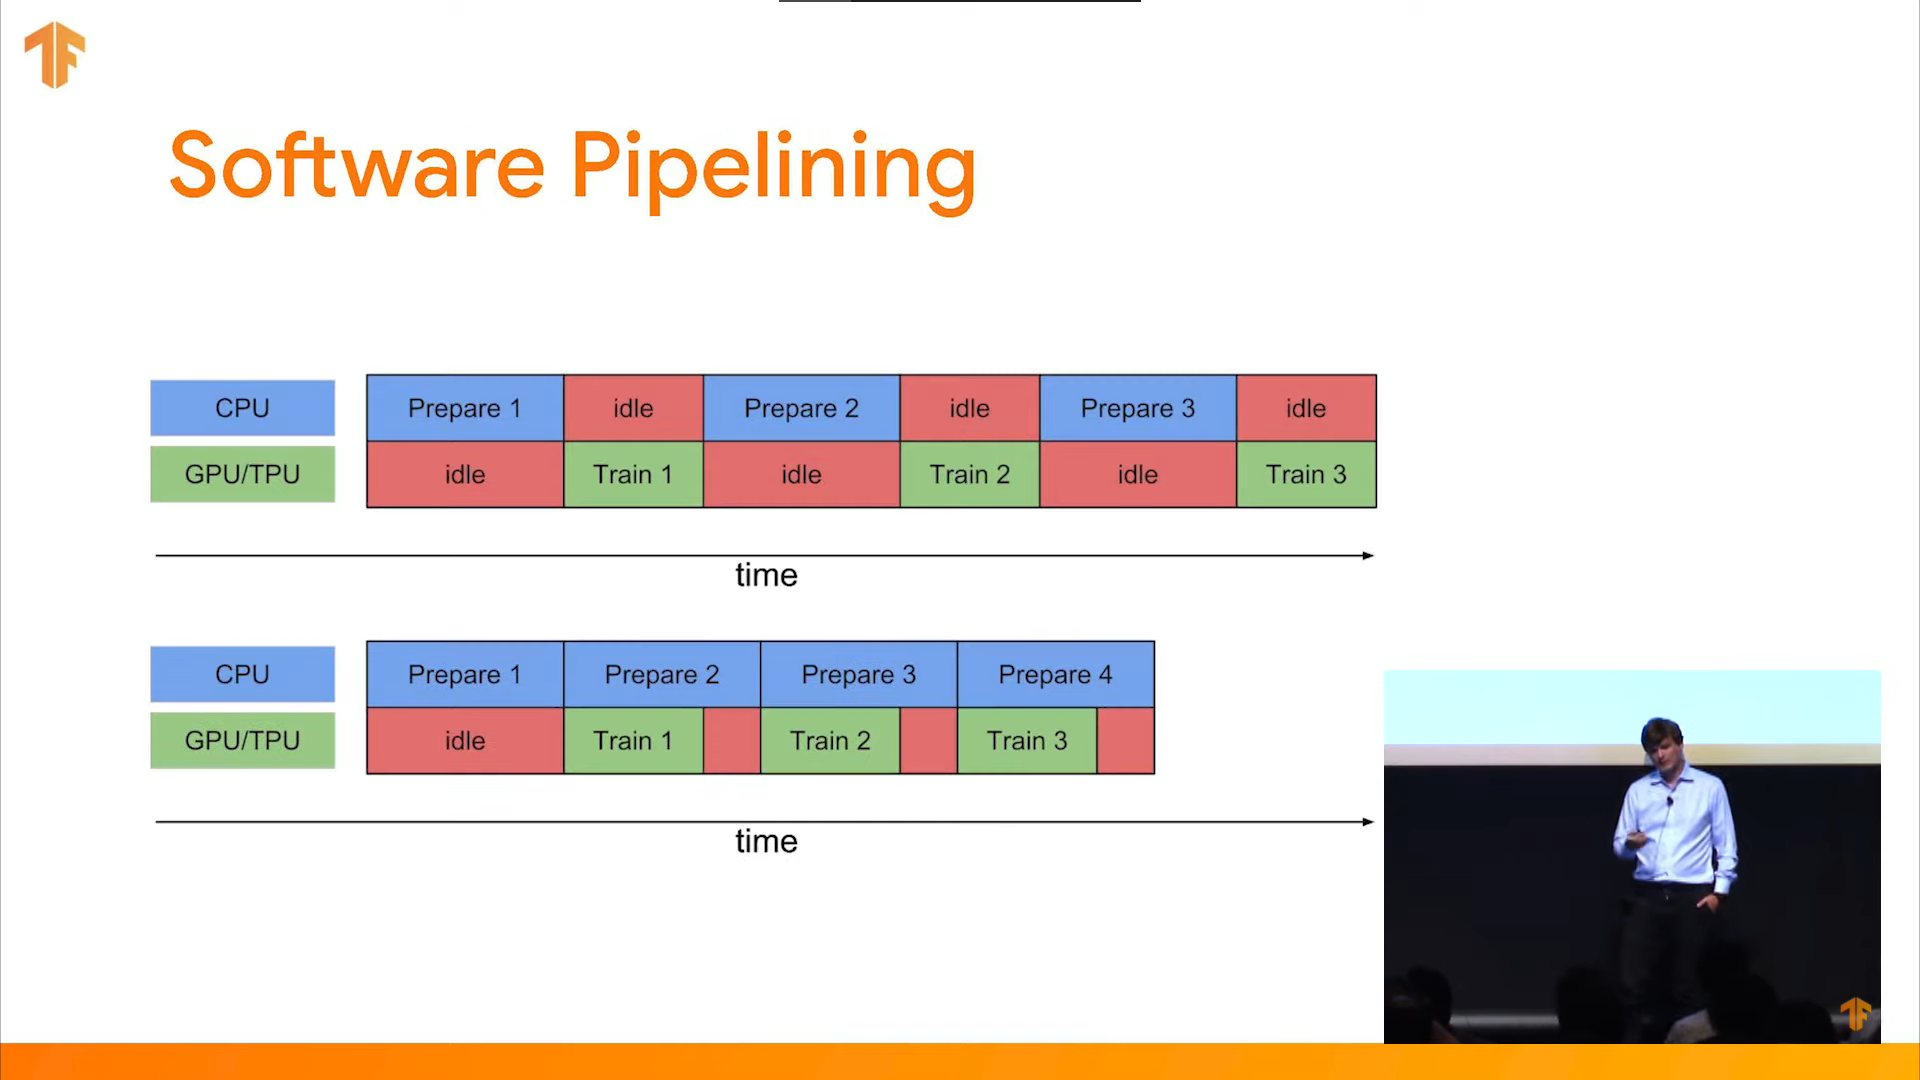 Software Pipelining
CPU Prepare 1 idle Prepare 2 idle Prepare 3 idle
GPU/TPU idle Train 1 idle Train 2 idle Train 3
time
CPU Prepare 1 Prepare 2 Prepare 3 Prepare 4
GPU/TPU idle Train 1 Train 2 Train 3
time